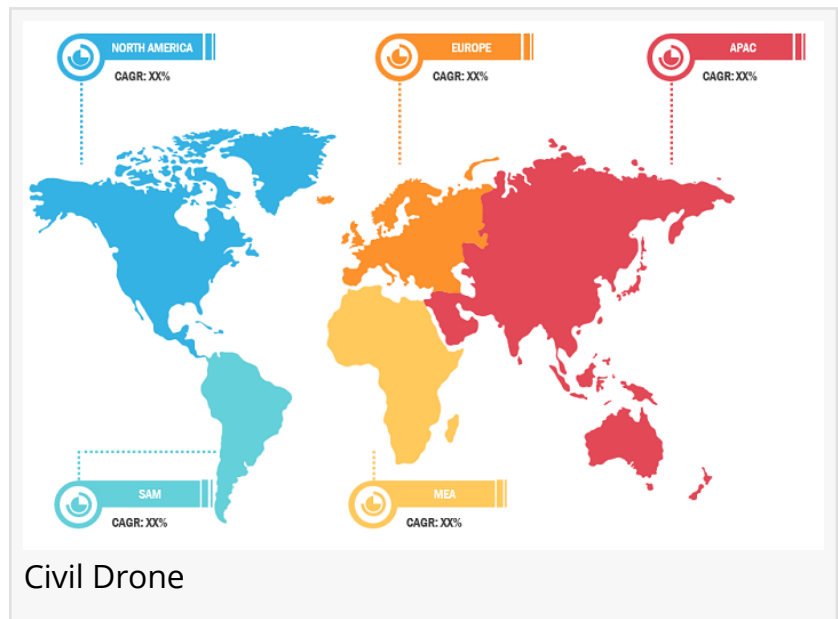 NORTH AMERICA
CAGR: XX%
EUROPE
CAGR: XX%
APAC
CAGR: XX%
SAM
CAGR: XX%
MEA
CAGR: XX%
Civil Drone